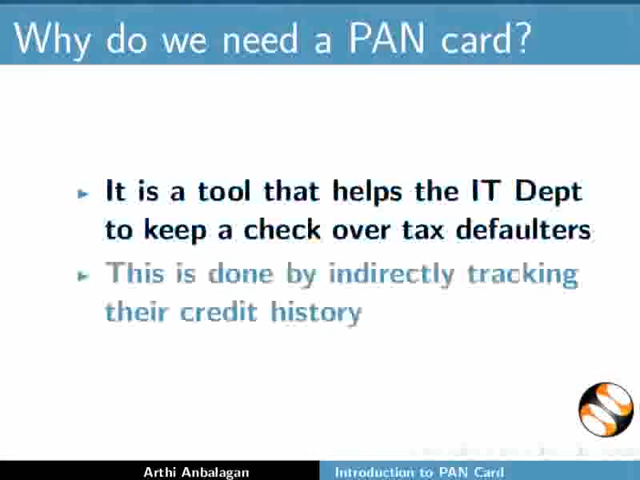 Why do we need a PAN card?
It is a tool that helps the IT Dept
to keep a check over tax defaulters
This is done by indirectly tracking
their credit history
Arthi Anbalagan
Introduction to PAN Card